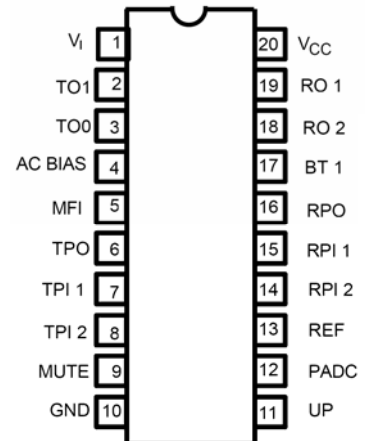 V_I 1 20 V_CC
TO1 2 19 RO 1
TO0 3 18 RO 2
AC BIAS 4 17 BT 1
MFI 5 16 RPO
TPO 6 15 RPI 1
TPI 1 7 14 RPI 2
TPI 2 8 13 REF
MUTE 9 12 PADC
GND 10 11 UP